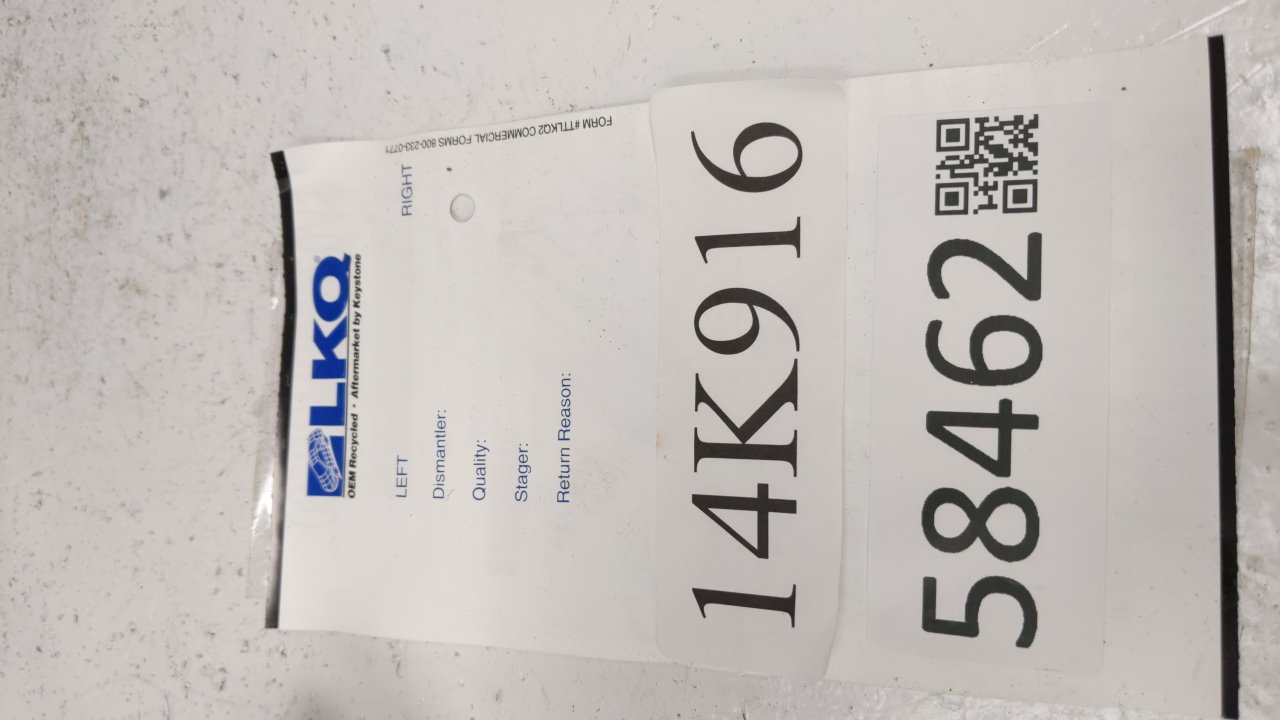 LKQ®
OEM Recycled • Aftermarket by Keystone
LEFT RIGHT
Dismantler:
Quality:
Stager:
Return Reason:
FORM #TTLKQ2 COMMERCIAL FORMS 800-233-0771
14K916
58462